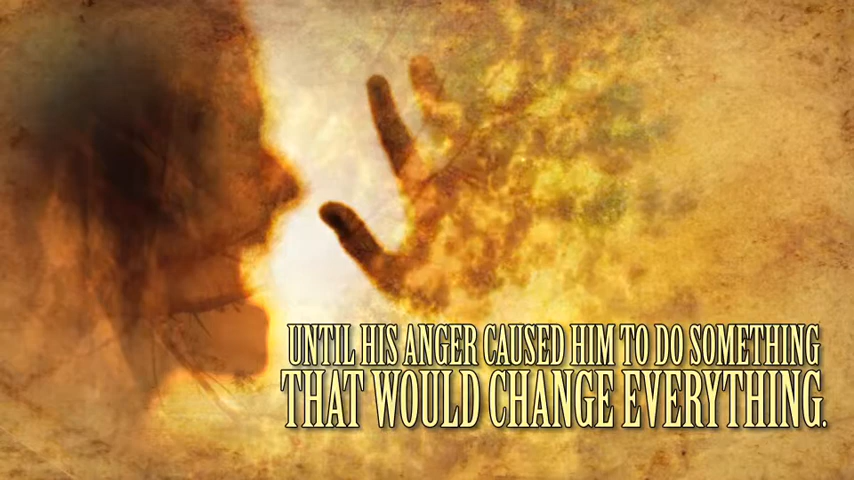 UNTIL HIS ANGER CAUSED HIM TO DO SOMETHING
THAT WOULD CHANGE EVERYTHING.